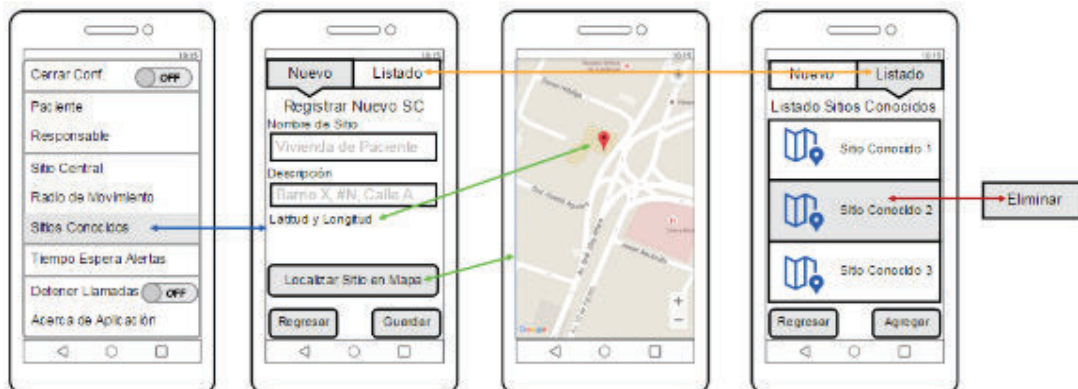 10:15
Cerrar Conf.
OFF
Paciente
Responsable
Sitio Central
Radio de Movimiento
Sitios Conocidos
Tiempo Espera Alertas
Detener Llamadas
OFF
Acerca de Aplicación
10:15
Nuevo
Listado
Registrar Nuevo SC
Nombre de Sitio
Vivienda de Paciente
Descripción
Barrio X, #N, Calle A
Latitud y Longitud
Localizar Sitio en Mapa
Regresar
Guardar
10:15
+
−
Google
10:15
Nuevo
Listado
Listado Sitios Conocidos
Sitio Conocido 1
Sitio Conocido 2
Sitio Conocido 3
Regresar
Agregar
Eliminar